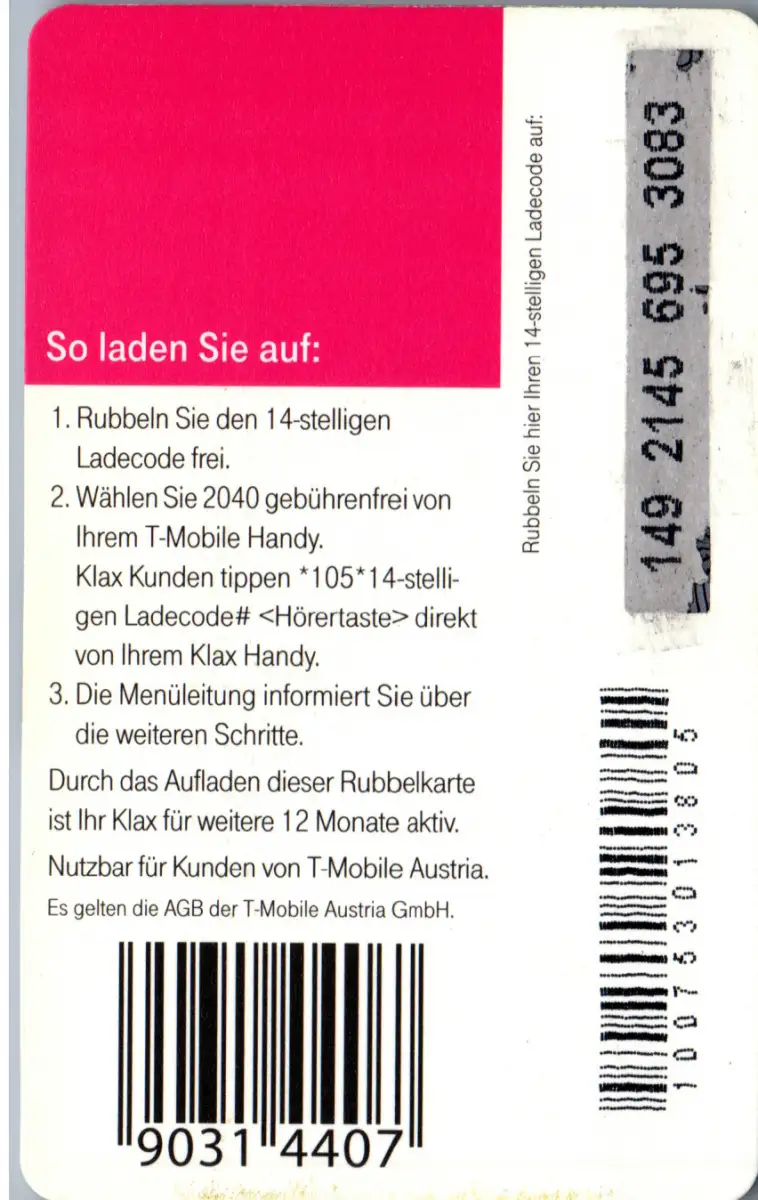 So laden Sie auf:
1. Rubbeln Sie den 14-stelligen
Ladecode frei.
2. Wählen Sie 2040 gebührenfrei von
Ihrem T-Mobile Handy.
Klax Kunden tippen *105*14-stelli-
gen Ladecode# <Hörertaste> direkt
von Ihrem Klax Handy.
3. Die Menüleitung informiert Sie über
die weiteren Schritte.
Durch das Aufladen dieser Rubbelkarte
ist Ihr Klax für weitere 12 Monate aktiv.
Nutzbar für Kunden von T-Mobile Austria.
Es gelten die AGB der T-Mobile Austria GmbH.
9031 4407
Rubbeln Sie hier Ihren 14-stelligen Ladecode auf:
149 2145 695 3083
100753013805